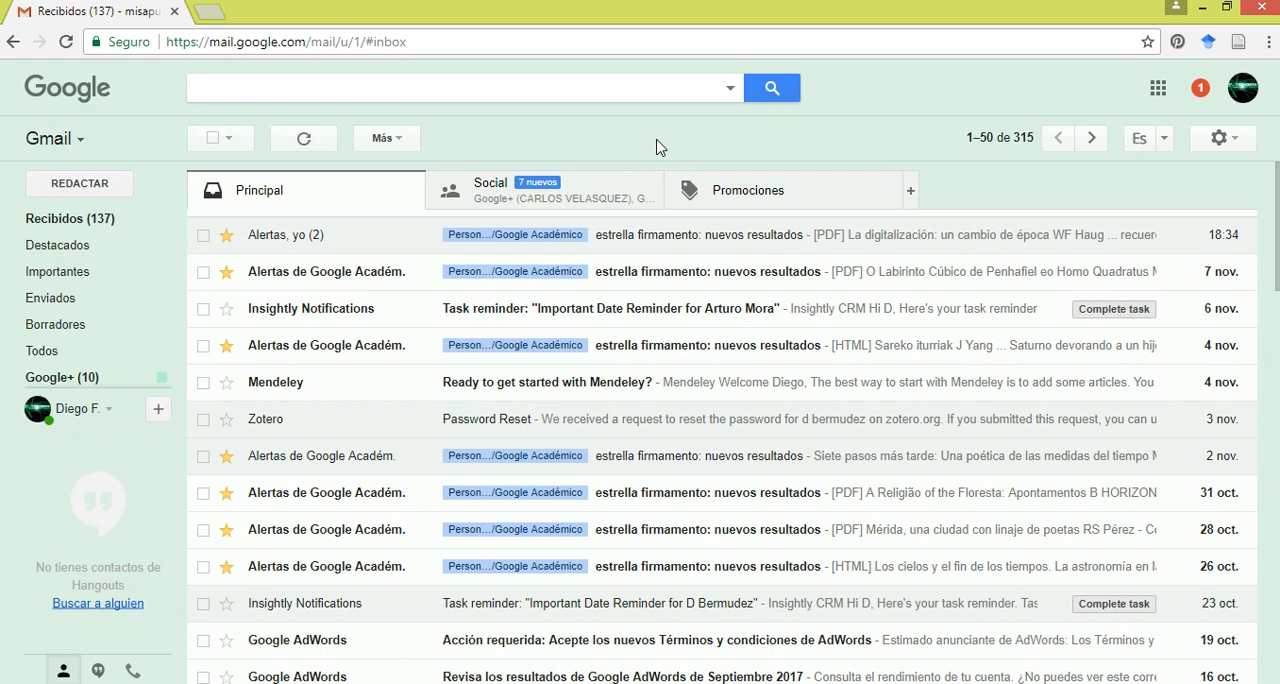 Recibidos (137) - misapu
Seguro | https://mail.google.com/mail/u/1/#inbox
Google
1
Gmail
Más
1–50 de 315
Es
REDACTAR
Recibidos (137)
Destacados
Importantes
Enviados
Borradores
Todos
Google+ (10)
Diego F.
+
No tienes contactos de
Hangouts
Buscar a alguien
Principal
Social 7 nuevos
Google+ (CARLOS VELASQUEZ), G...
Promociones
+
Alertas, yo (2) Person.../Google Académico estrella firmamento: nuevos resultados - [PDF] La digitalización: un cambio de época WF Haug ... recuer 18:34
Alertas de Google Académ. Person.../Google Académico estrella firmamento: nuevos resultados - [PDF] O Labirinto Cúbico de Penhafiel eo Homo Quadratus M 7 nov.
Insightly Notifications Task reminder: "Important Date Reminder for Arturo Mora" - Insightly CRM Hi D, Here's your task reminder Complete task 6 nov.
Alertas de Google Académ. Person.../Google Académico estrella firmamento: nuevos resultados - [HTML] Sareko iturriak J Yang ... Saturno devorando a un hij 4 nov.
Mendeley Ready to get started with Mendeley? - Mendeley Welcome Diego, The best way to start with Mendeley is to add some articles. You 4 nov.
Zotero Password Reset - We received a request to reset the password for d bermudez on zotero.org. If you submitted this request, you can u 3 nov.
Alertas de Google Académ. Person.../Google Académico estrella firmamento: nuevos resultados - Siete pasos más tarde: Una poética de las medidas del tiempo M 2 nov.
Alertas de Google Académ. Person.../Google Académico estrella firmamento: nuevos resultados - [PDF] A Religião of the Floresta: Apontamentos B HORIZON 31 oct.
Alertas de Google Académ. Person.../Google Académico estrella firmamento: nuevos resultados - [PDF] Mérida, una ciudad con linaje de poetas RS Pérez - Ce 28 oct.
Alertas de Google Académ. Person.../Google Académico estrella firmamento: nuevos resultados - [HTML] Los cielos y el fin de los tiempos. La astronomía en l 26 oct.
Insightly Notifications Task reminder: "Important Date Reminder for D Bermudez" - Insightly CRM Hi D, Here's your task reminder. Tas Complete task 23 oct.
Google AdWords Acción requerida: Acepte los nuevos Términos y condiciones de AdWords - Estimado anunciante de AdWords: Los Términos y 19 oct.
Google AdWords Revisa los resultados de Google AdWords de Septiembre 2017 - Consulta el rendimiento de tu cuenta. ¿No puedes ver este corre 16 oct.